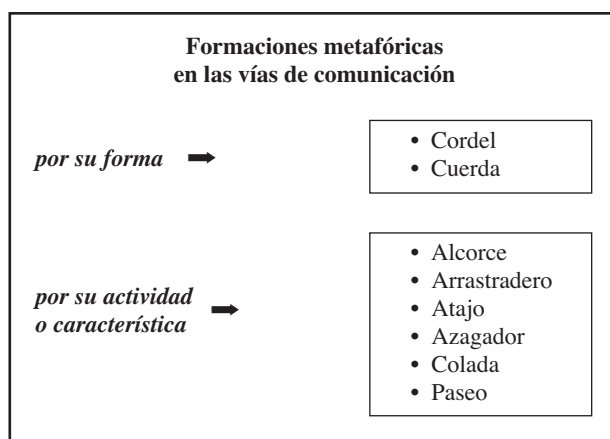 Formaciones metafóricas
en las vías de comunicación
por su forma
• Cordel
• Cuerda
por su actividad
o característica
• Alcorce
• Arrastradero
• Atajo
• Azagador
• Colada
• Paseo